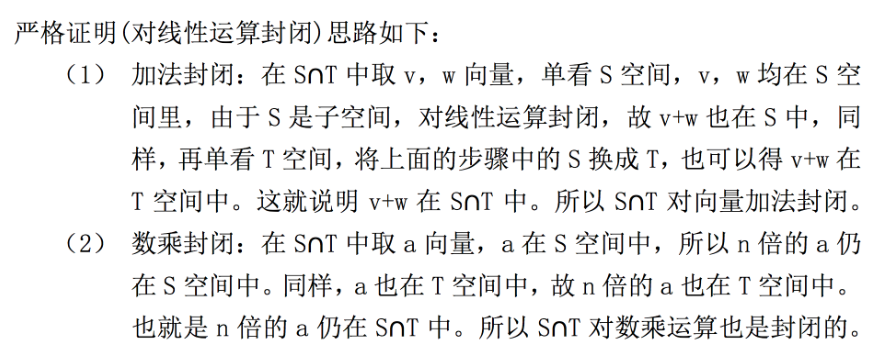 严格证明(对线性运算封闭)思路如下:
（1） 加法封闭：在 S∩T 中取 v，w 向量，单看 S 空间，v，w 均在 S 空
间里，由于 S 是子空间，对线性运算封闭，故 v+w 也在 S 中，同
样，再单看 T 空间，将上面的步骤中的 S 换成 T，也可以得 v+w 在
T 空间中。这就说明 v+w 在 S∩T 中。所以 S∩T 对向量加法封闭。
（2） 数乘封闭：在 S∩T 中取 a 向量，a 在 S 空间中，所以 n 倍的 a 仍
在 S 空间中。同样，a 也在 T 空间中，故 n 倍的 a 也在 T 空间中。
也就是 n 倍的 a 仍在 S∩T 中。所以 S∩T 对数乘运算也是封闭的。